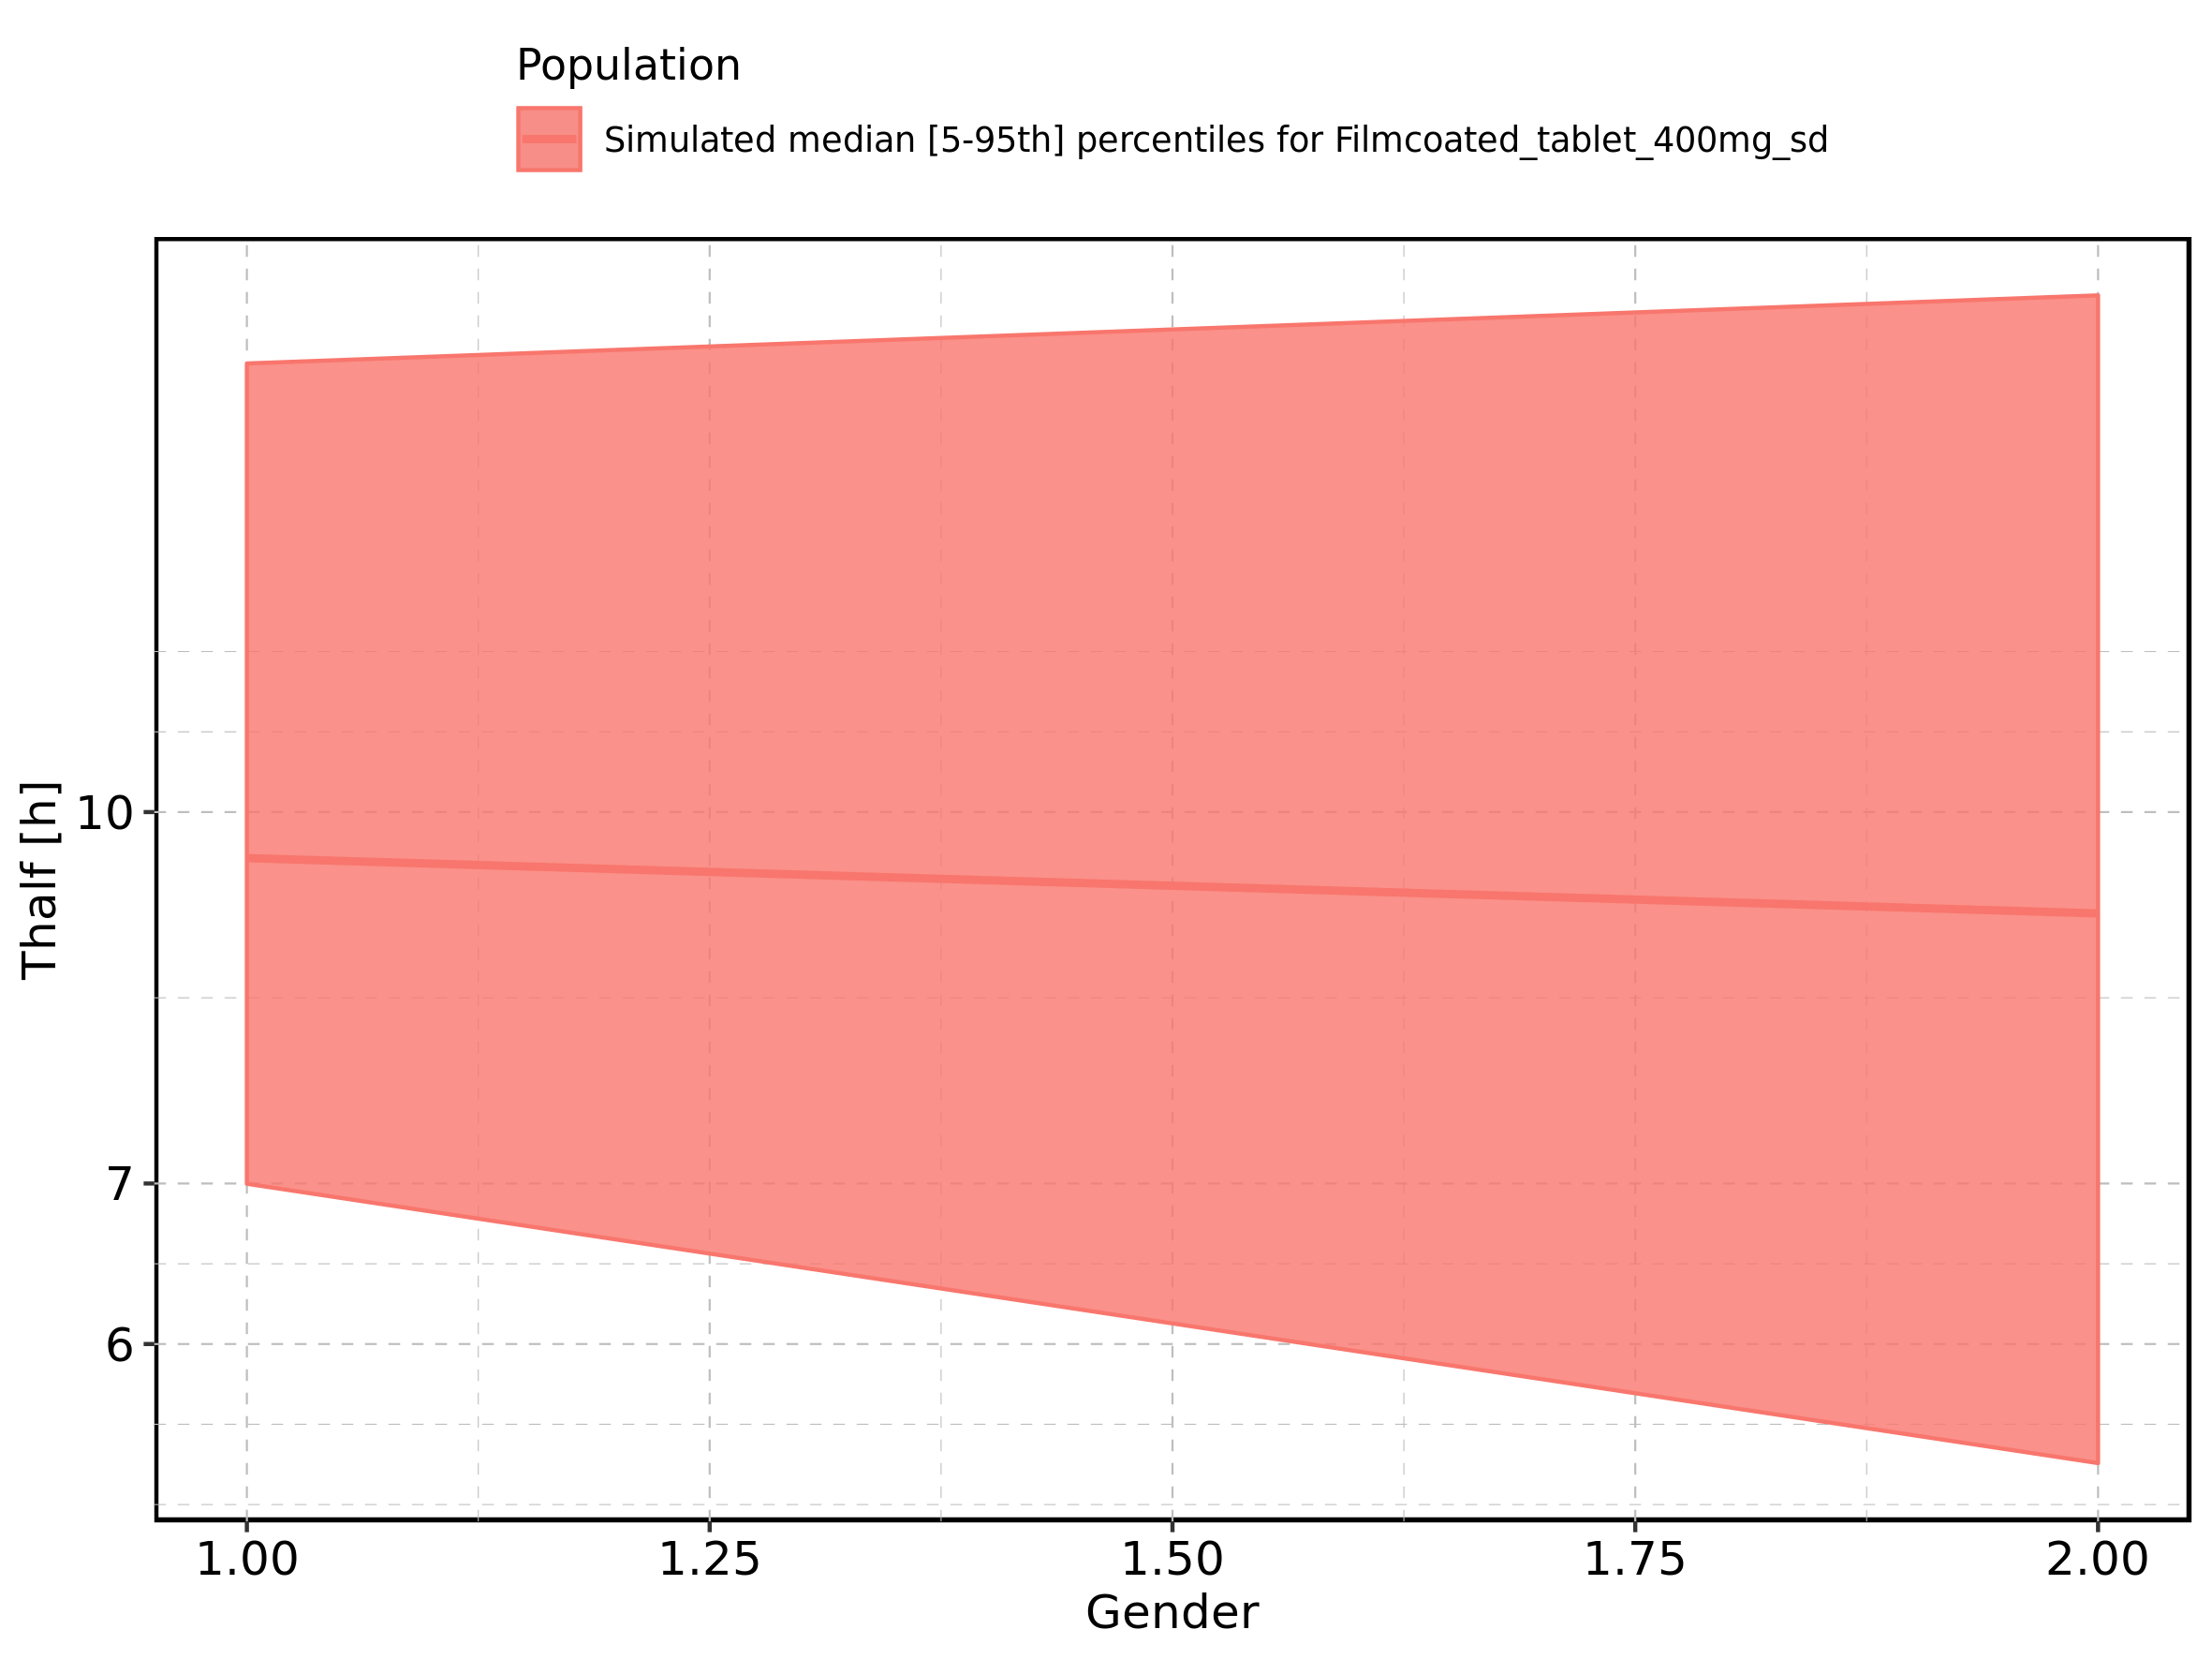 Population
Simulated median [5-95th] percentiles for Filmcoated_tablet_400mg_sd
Thalf [h]
10
7
6
1.00 1.25 1.50 1.75 2.00
Gender